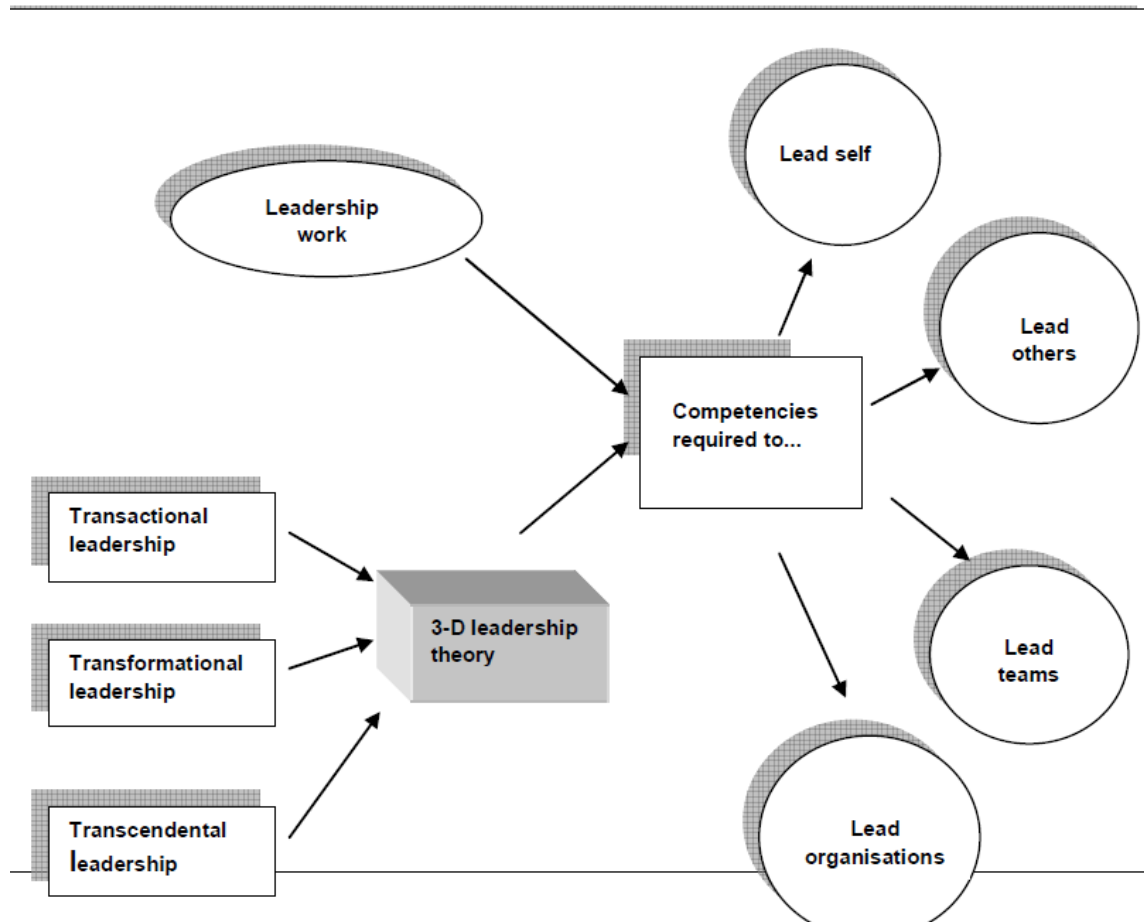 Lead self
Leadership
work
Lead
others
Competencies
required to...
Transactional
leadership
3-D leadership
theory
Transformational
leadership
Lead
teams
Transcendental
leadership
Lead
organisations